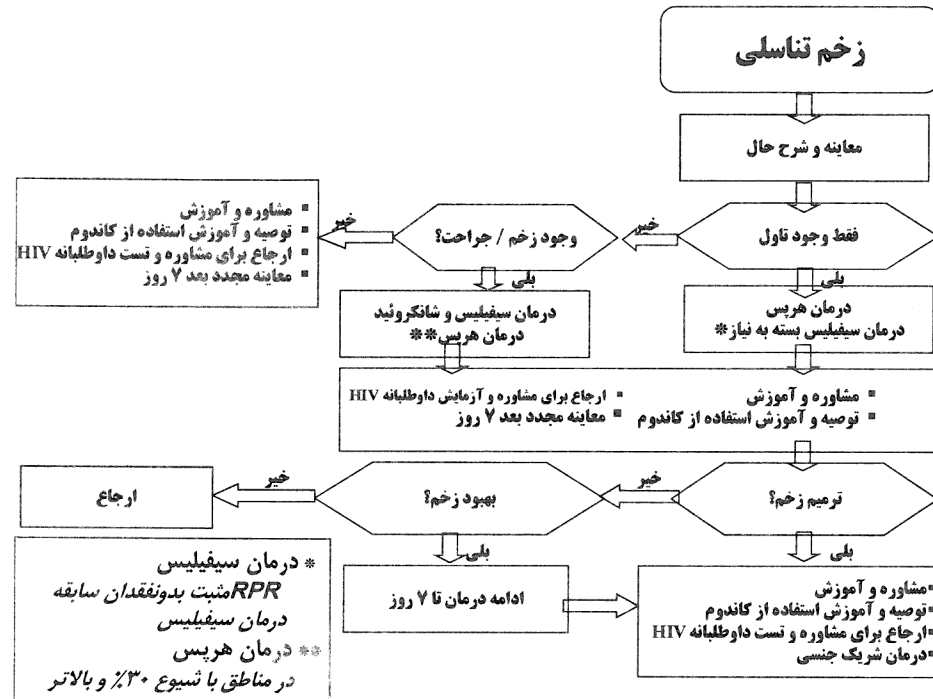 زخم تناسلی
معاینه و شرح حال
فقط وجود تاول
خیر
وجود زخم / جراحت؟
خیر
▪ مشاوره و آموزش
▪ توصیه و آموزش استفاده از کاندوم
▪ ارجاع برای مشاوره و تست داوطلبانه HIV
▪ معاینه مجدد بعد ۷ روز
بلی
بلی
درمان هرپس
درمان سیفیلیس بسته به نیاز*
درمان سیفیلیس و شانکروئید
درمان هرپس**
▪ مشاوره و آموزش
▪ توصیه و آموزش استفاده از کاندوم
▪ ارجاع برای مشاوره و آزمایش داوطلبانه HIV
▪ معاینه مجدد بعد ۷ روز
ترمیم زخم؟
خیر
بهبود زخم؟
خیر
ارجاع
بلی
بلی
▪مشاوره و آموزش
▪توصیه و آموزش استفاده از کاندوم
▪ارجاع برای مشاوره و تست داوطلبانه HIV
▪درمان شریک جنسی
ادامه درمان تا ۷ روز
* درمان سیفیلیس
RPRمثبت بدونفقدان سابقه
درمان سیفیلیس
** درمان هرپس
در مناطق با شیوع ۳۰٪ و بالاتر